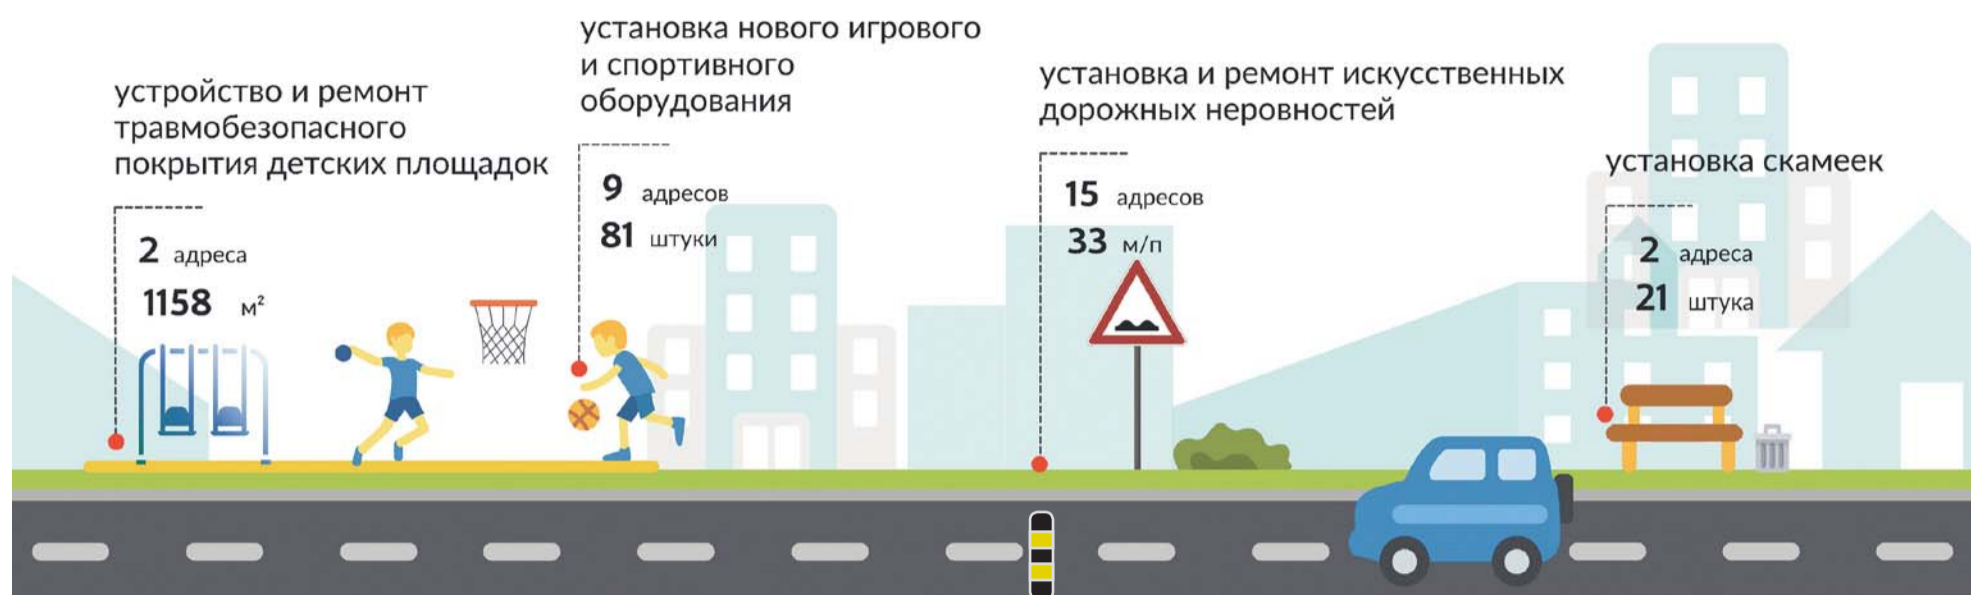 устройство и ремонт
травмобезопасного
покрытия детских площадок
2 адреса
1158 м²
установка нового игрового
и спортивного
оборудования
9 адресов
81 штуки
установка и ремонт искусственных
дорожных неровностей
15 адресов
33 м/п
установка скамеек
2 адреса
21 штука